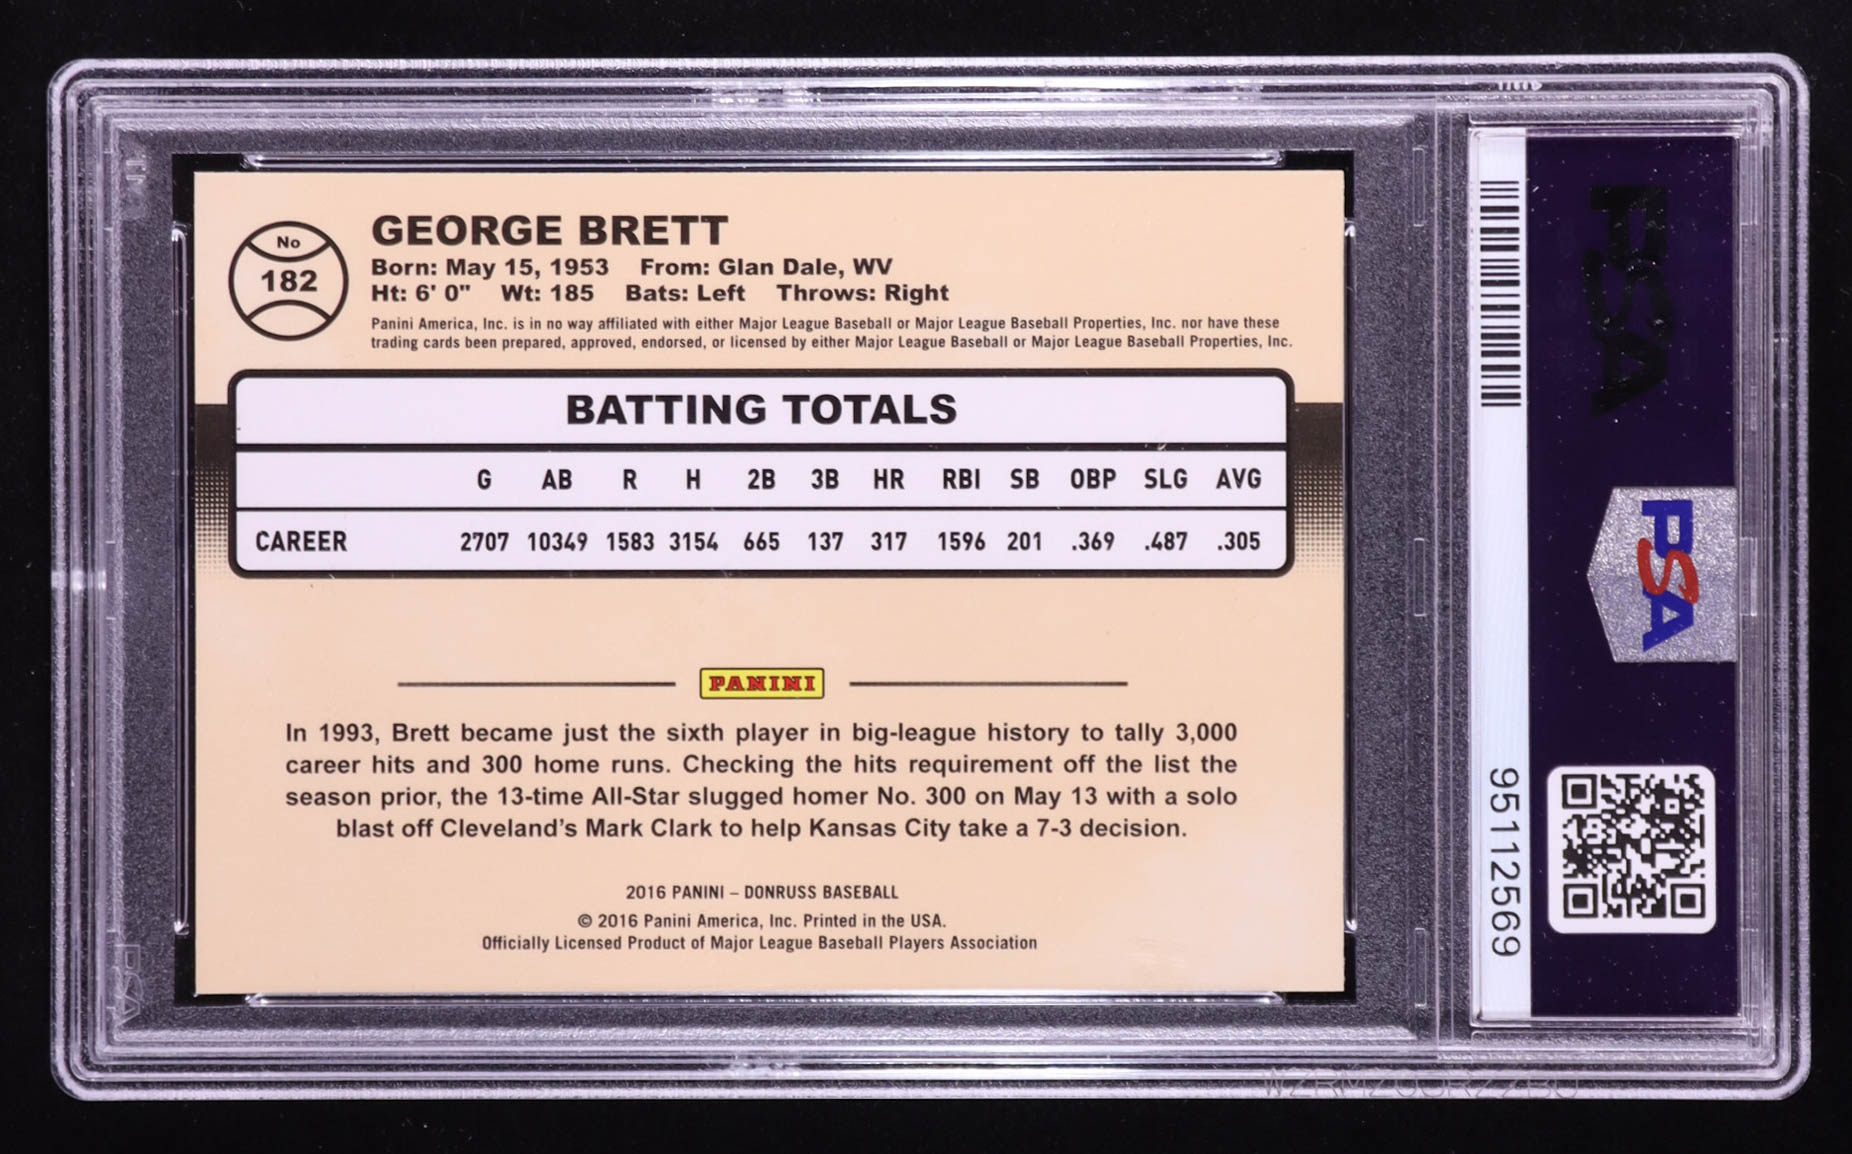 No
182
GEORGE BRETT
Born: May 15, 1953 From: Glan Dale, WV
Ht: 6' 0" Wt: 185 Bats: Left Throws: Right
Panini America, Inc. is in no way affiliated with either Major League Baseball or Major League Baseball Properties, Inc. nor have these
trading cards been prepared, approved, endorsed, or licensed by either Major League Baseball or Major League Baseball Properties, Inc.
BATTING TOTALS
G AB R H 2B 3B HR RBI SB OBP SLG AVG
CAREER 2707 10349 1583 3154 665 137 317 1596 201 .369 .487 .305
PANINI
In 1993, Brett became just the sixth player in big-league history to tally 3,000
career hits and 300 home runs. Checking the hits requirement off the list the
season prior, the 13-time All-Star slugged homer No. 300 on May 13 with a solo
blast off Cleveland's Mark Clark to help Kansas City take a 7-3 decision.
2016 PANINI – DONRUSS BASEBALL
© 2016 Panini America, Inc. Printed in the USA.
Officially Licensed Product of Major League Baseball Players Association
95112569
PSA
PSA
PSA